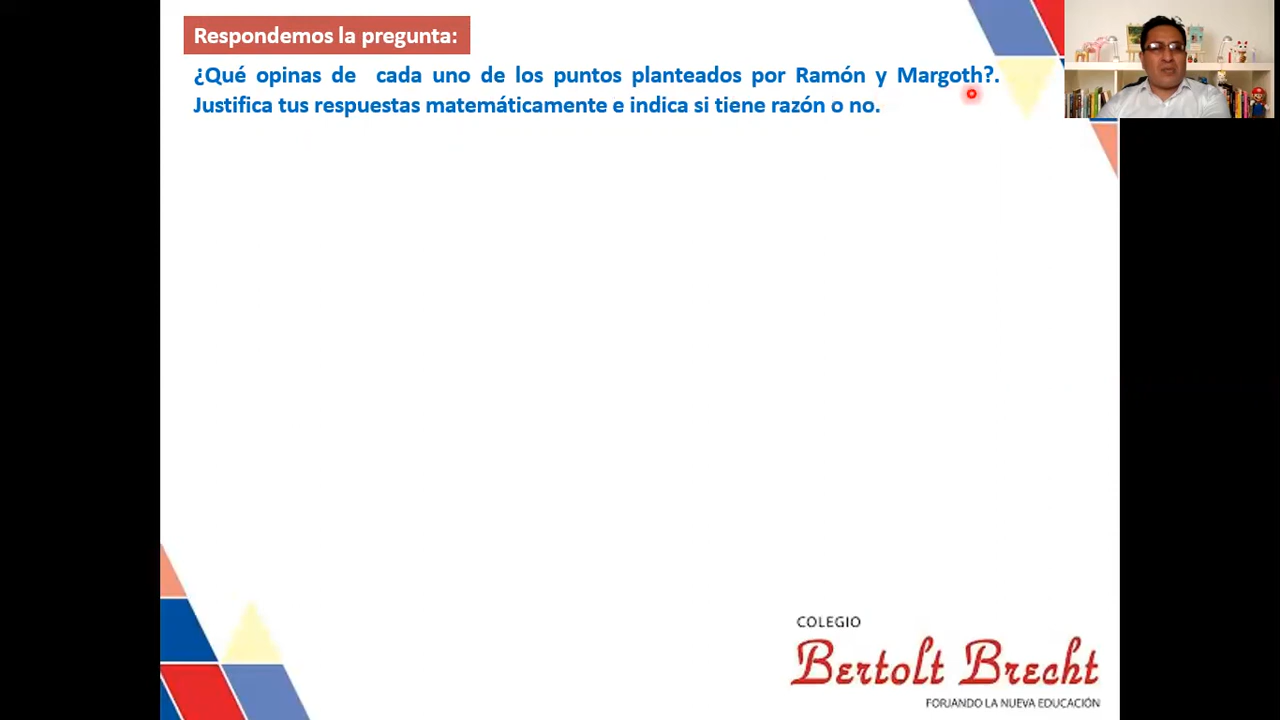 Respondemos la pregunta:
¿Qué opinas de cada uno de los puntos planteados por Ramón y Margoth?.
Justifica tus respuestas matemáticamente e indica si tiene razón o no.
COLEGIO
Bertolt Brecht
FORJANDO LA NUEVA EDUCACIÓN